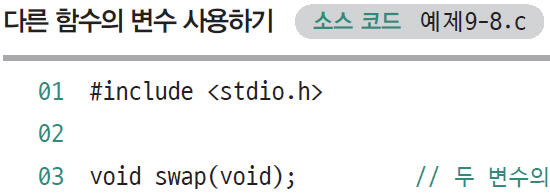 다른 함수의 변수 사용하기 소스 코드 예제9-8.c
01 #include <stdio.h>
02
03 void swap(void); // 두 변수의